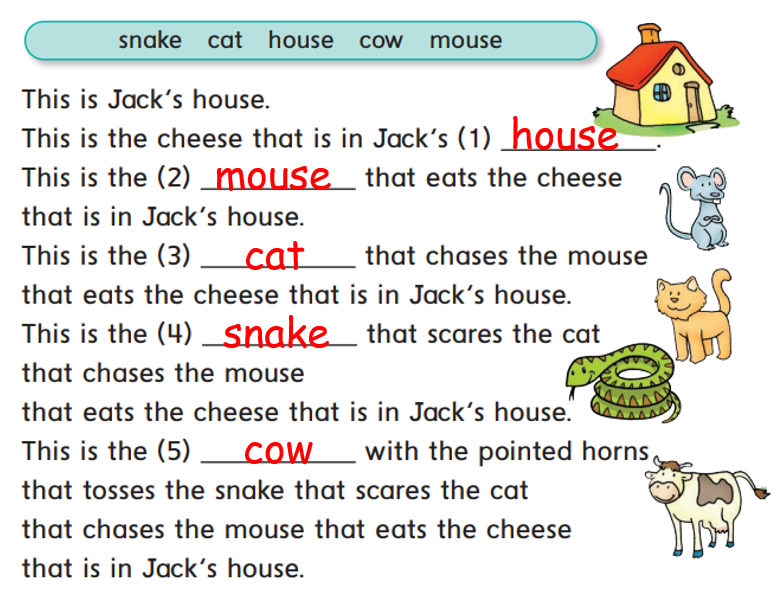 snake cat house cow mouse
This is Jack's house.
This is the cheese that is in Jack's (1) house.
This is the (2) mouse that eats the cheese
that is in Jack's house.
This is the (3) cat that chases the mouse
that eats the cheese that is in Jack's house.
This is the (4) snake that scares the cat
that chases the mouse
that eats the cheese that is in Jack's house.
This is the (5) cow with the pointed horns
that tosses the snake that scares the cat
that chases the mouse that eats the cheese
that is in Jack's house.